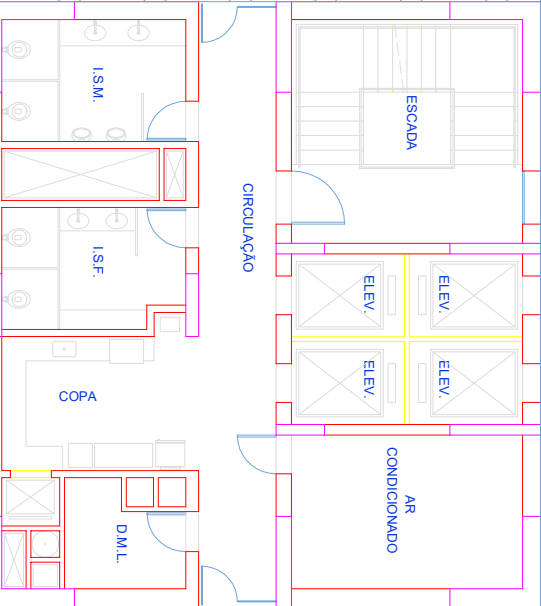 I.S.M.
ESCADA
CIRCULAÇÃO
I.S.F.
ELEV.
ELEV.
ELEV.
ELEV.
COPA
AR
CONDICIONADO
D.M.L.